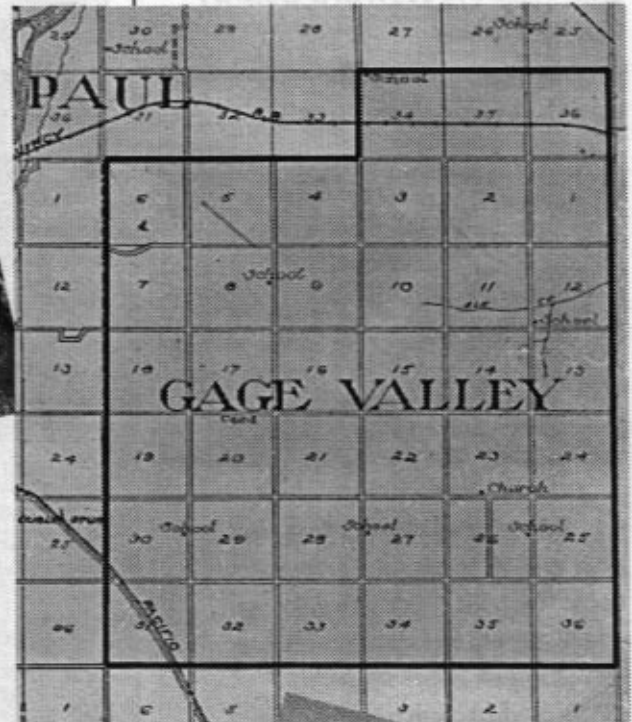 25 30 29 28 27 26 25
School School
School
PAUL
36 31 32 R.R. 33 34 35 36
1 6 5 4 3 2 1
12 7 8 School 9 10 11 12
School
13 18 17 16 15 14 13
GAGE VALLEY
24 19 20 21 22 23 24
Church
25 School School School
30 29 28 27 26 25
PACIFIC
36 32 33 34 35 36
1 6 5 3 2 1